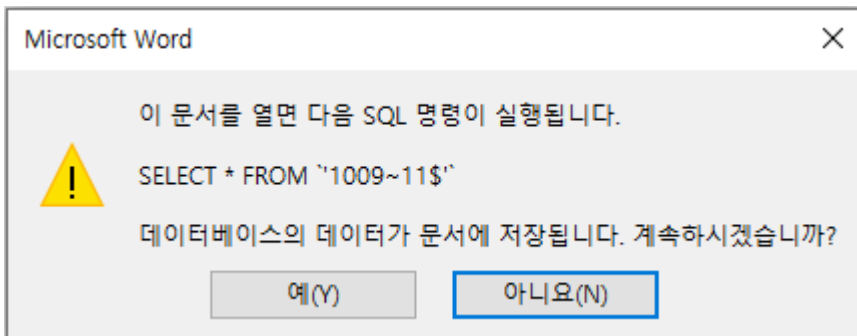 Microsoft Word
이 문서를 열면 다음 SQL 명령이 실행됩니다.
SELECT * FROM `'1009~11$'`
데이터베이스의 데이터가 문서에 저장됩니다. 계속하시겠습니까?
예(Y)
아니요(N)